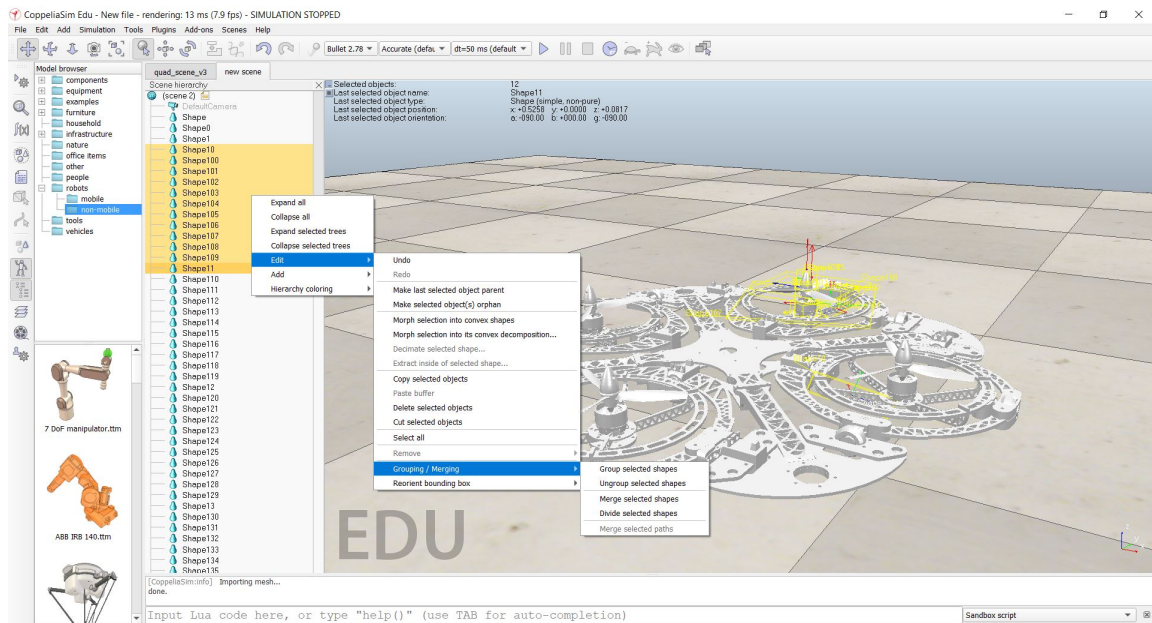 CoppeliaSim Edu - New file - rendering: 13 ms (7.9 fps) - SIMULATION STOPPED
File Edit Add Simulation Tools Plugins Add-ons Scenes Help
Bullet 2.78 Accurate (defau dt=50 ms (default
Model browser
components
equipment
examples
furniture
household
infrastructure
nature
office items
other
people
robots
mobile
non-mobile
tools
vehicles
7 DoF manipulator.ttm
ABB IRB 140.ttm
quad_scene_v3 new scene
Scene hierarchy
(scene 2)
DefaultCamera
Shape
Shape0
Shape1
Shape10
Shape100
Shape101
Shape102
Shape103
Shape104
Shape105
Shape106
Shape107
Shape108
Shape109
Shape11
Shape110
Shape111
Shape112
Shape113
Shape114
Shape115
Shape116
Shape117
Shape118
Shape119
Shape12
Shape120
Shape121
Shape122
Shape123
Shape124
Shape125
Shape126
Shape127
Shape128
Shape129
Shape13
Shape130
Shape131
Shape132
Shape133
Shape134
Shape135
Selected objects: 12
Last selected object name: Shape11
Last selected object type: Shape (simple, non-pure)
Last selected object position: x: +0.5258 y: +0.0000 z: +0.0817
Last selected object orientation: a: -090.00 b: +000.00 g: -090.00
Expand all
Collapse all
Expand selected trees
Collapse selected trees
Edit
Add
Hierarchy coloring
Undo
Redo
Make last selected object parent
Make selected object(s) orphan
Morph selection into convex shapes
Morph selection into its convex decomposition...
Decimate selected shape...
Extract inside of selected shape...
Copy selected objects
Paste buffer
Delete selected objects
Cut selected objects
Select all
Remove
Grouping / Merging
Reorient bounding box
Group selected shapes
Ungroup selected shapes
Merge selected shapes
Divide selected shapes
Merge selected paths
EDU
[CoppeliaSim:info] Importing mesh...
done.
Input Lua code here, or type "help()" (use TAB for auto-completion)
Sandbox script